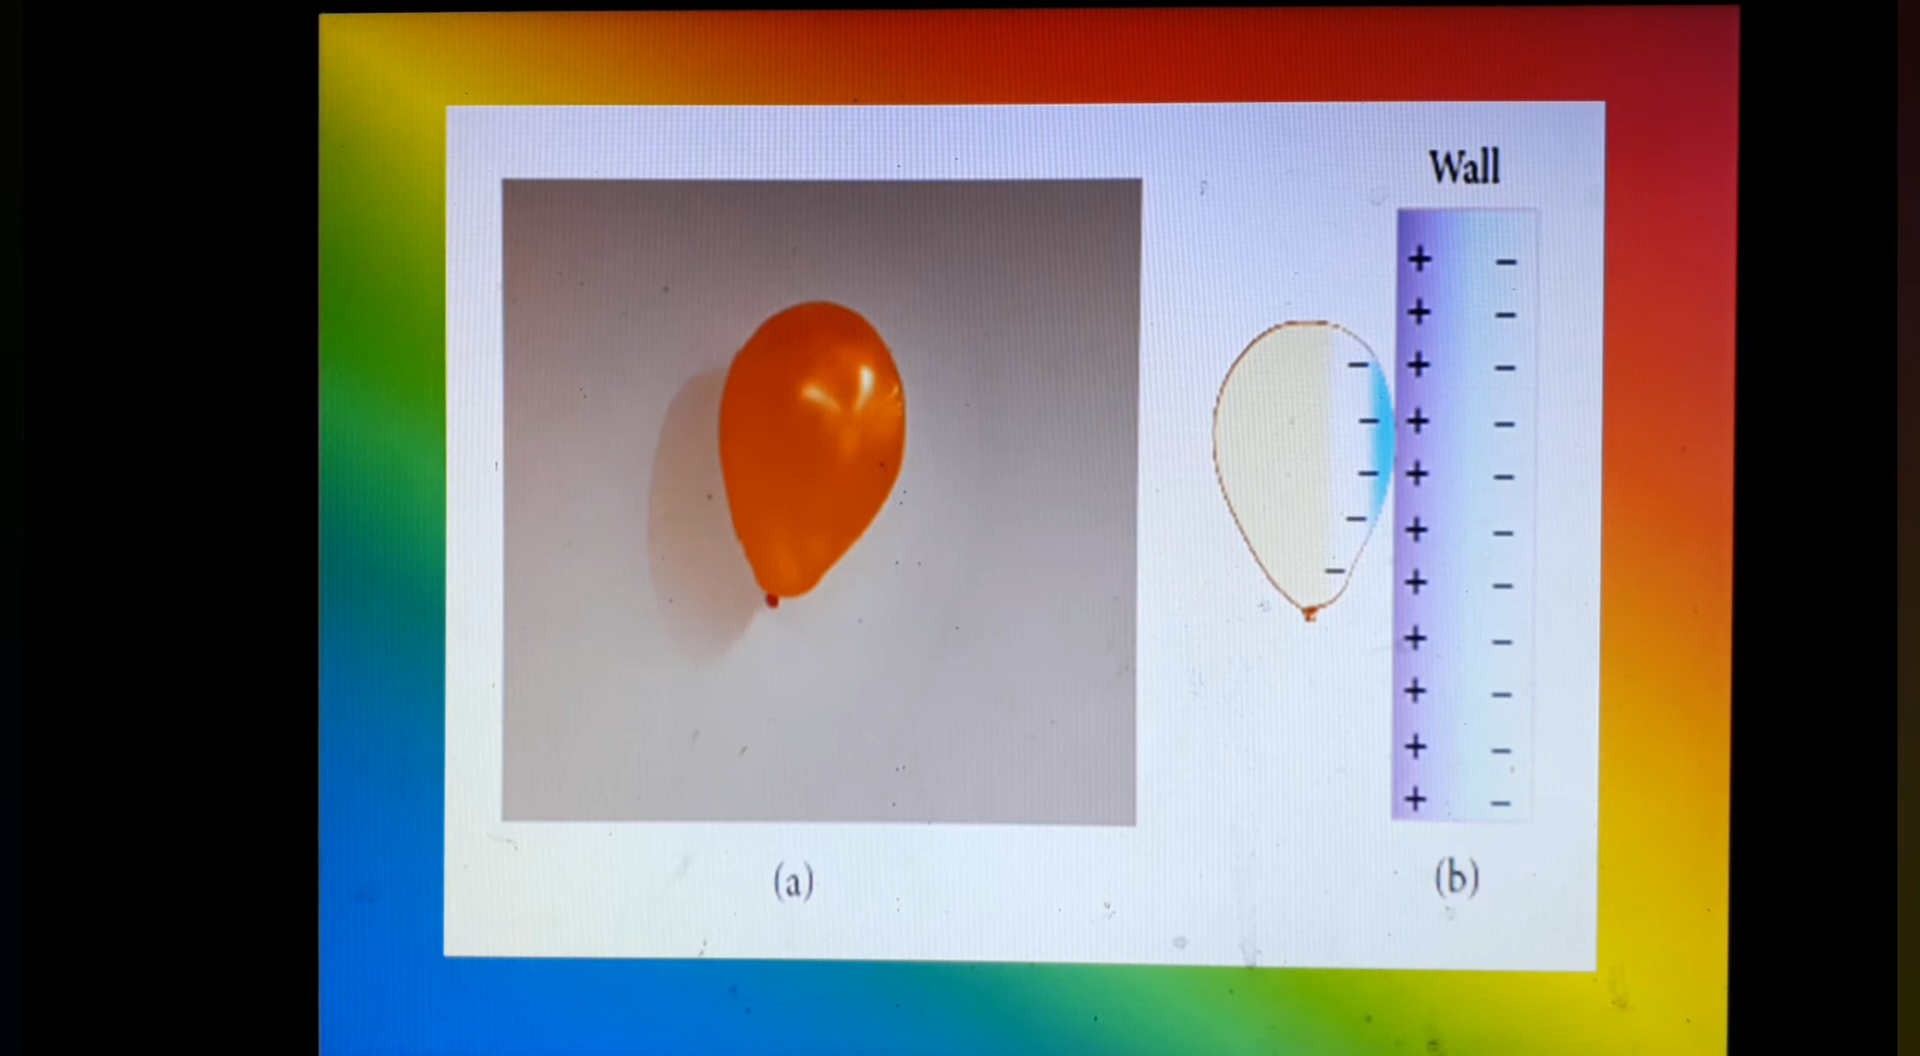 Wall
+ −
+ −
− + −
− + −
− + −
− + −
− + −
+ −
+ −
+ −
+ −
(a) (b)